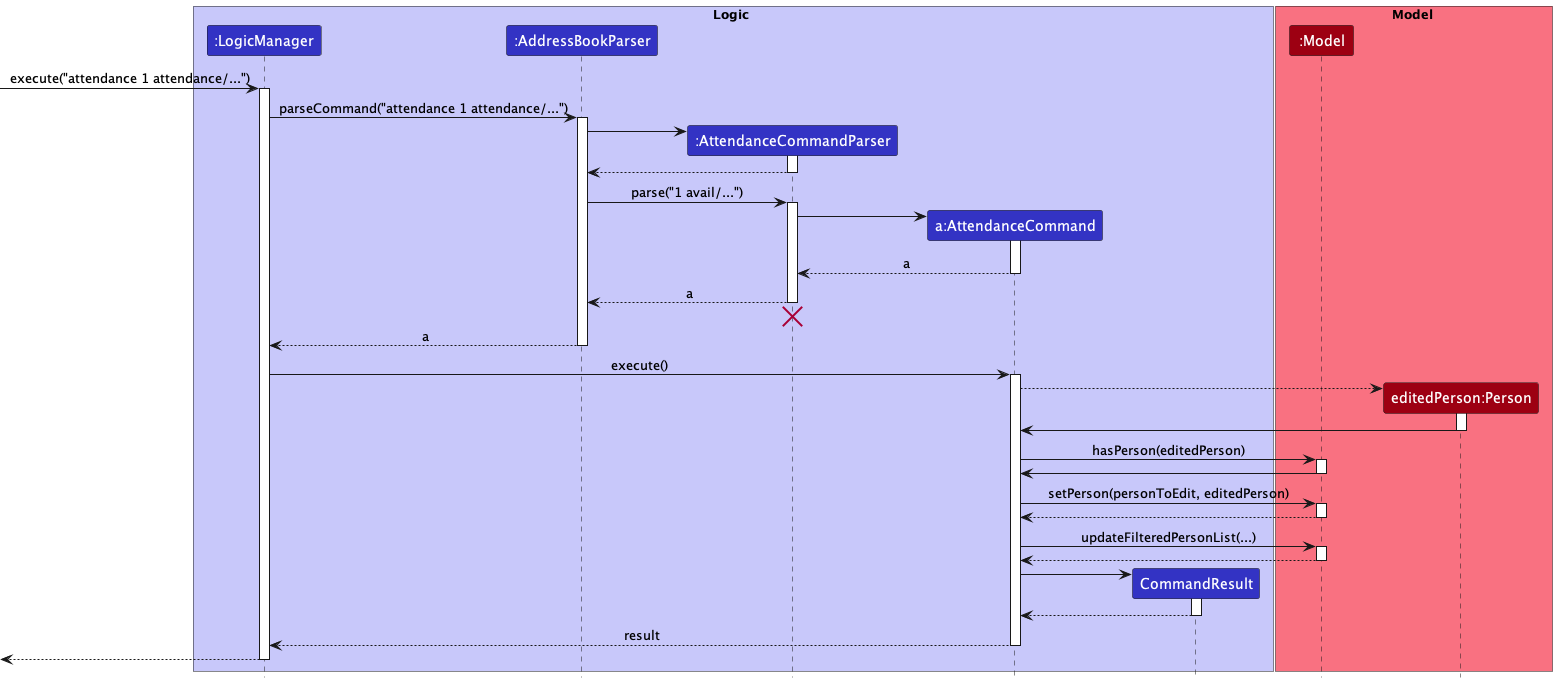 Logic
Model
:LogicManager
:AddressBookParser
:Model
execute("attendance 1 attendance/...")
parseCommand("attendance 1 attendance/...")
:AttendanceCommandParser
parse("1 avail/...")
a:AttendanceCommand
a
a
a
execute()
editedPerson:Person
hasPerson(editedPerson)
setPerson(personToEdit, editedPerson)
updateFilteredPersonList(...)
CommandResult
result